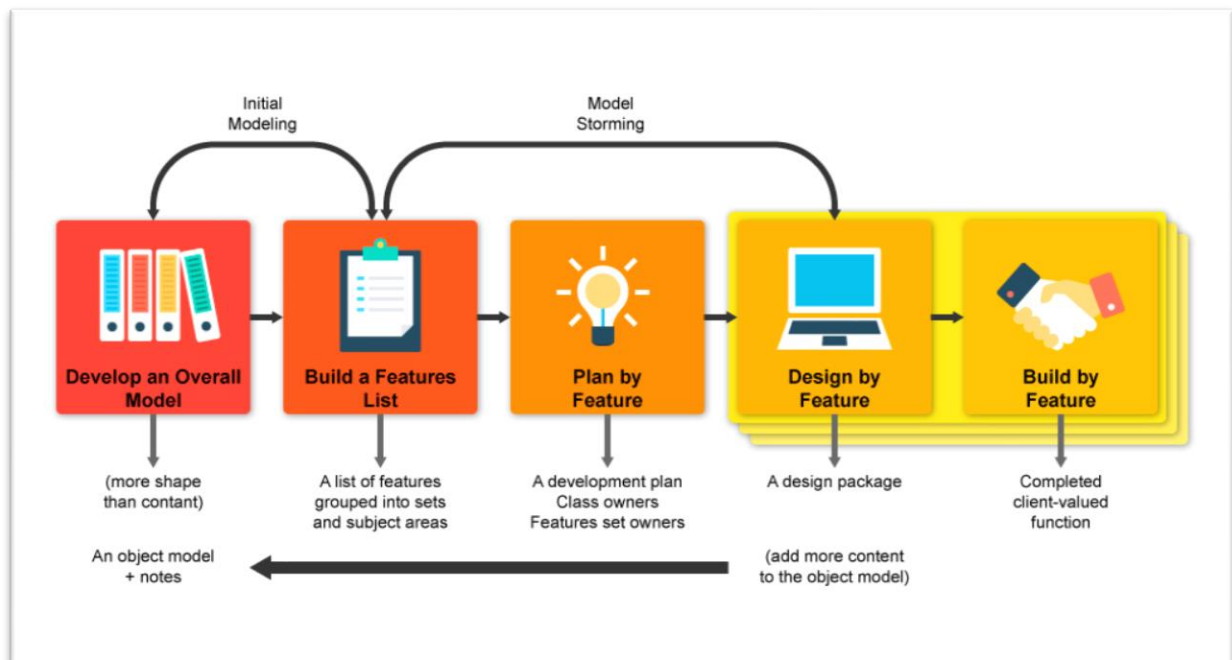 Initial
Modeling
Model
Storming
Develop an Overall
Model
Build a Features
List
Plan by
Feature
Design by
Feature
Build by
Feature
(more shape
than contant)
A list of features
grouped into sets
and subject areas
A development plan
Class owners
Features set owners
A design package
Completed
client-valued
function
An object model
+ notes
(add more content
to the object model)